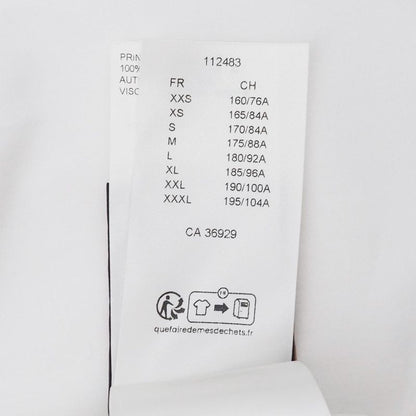 112483
PRIN
100%
AUT
VISC
FR CH
XXS 160/76A
XS 165/84A
S 170/84A
M 175/88A
L 180/92A
XL 185/96A
XXL 190/100A
XXXL 195/104A
CA 36929
FR
quefairedemesdechets.fr